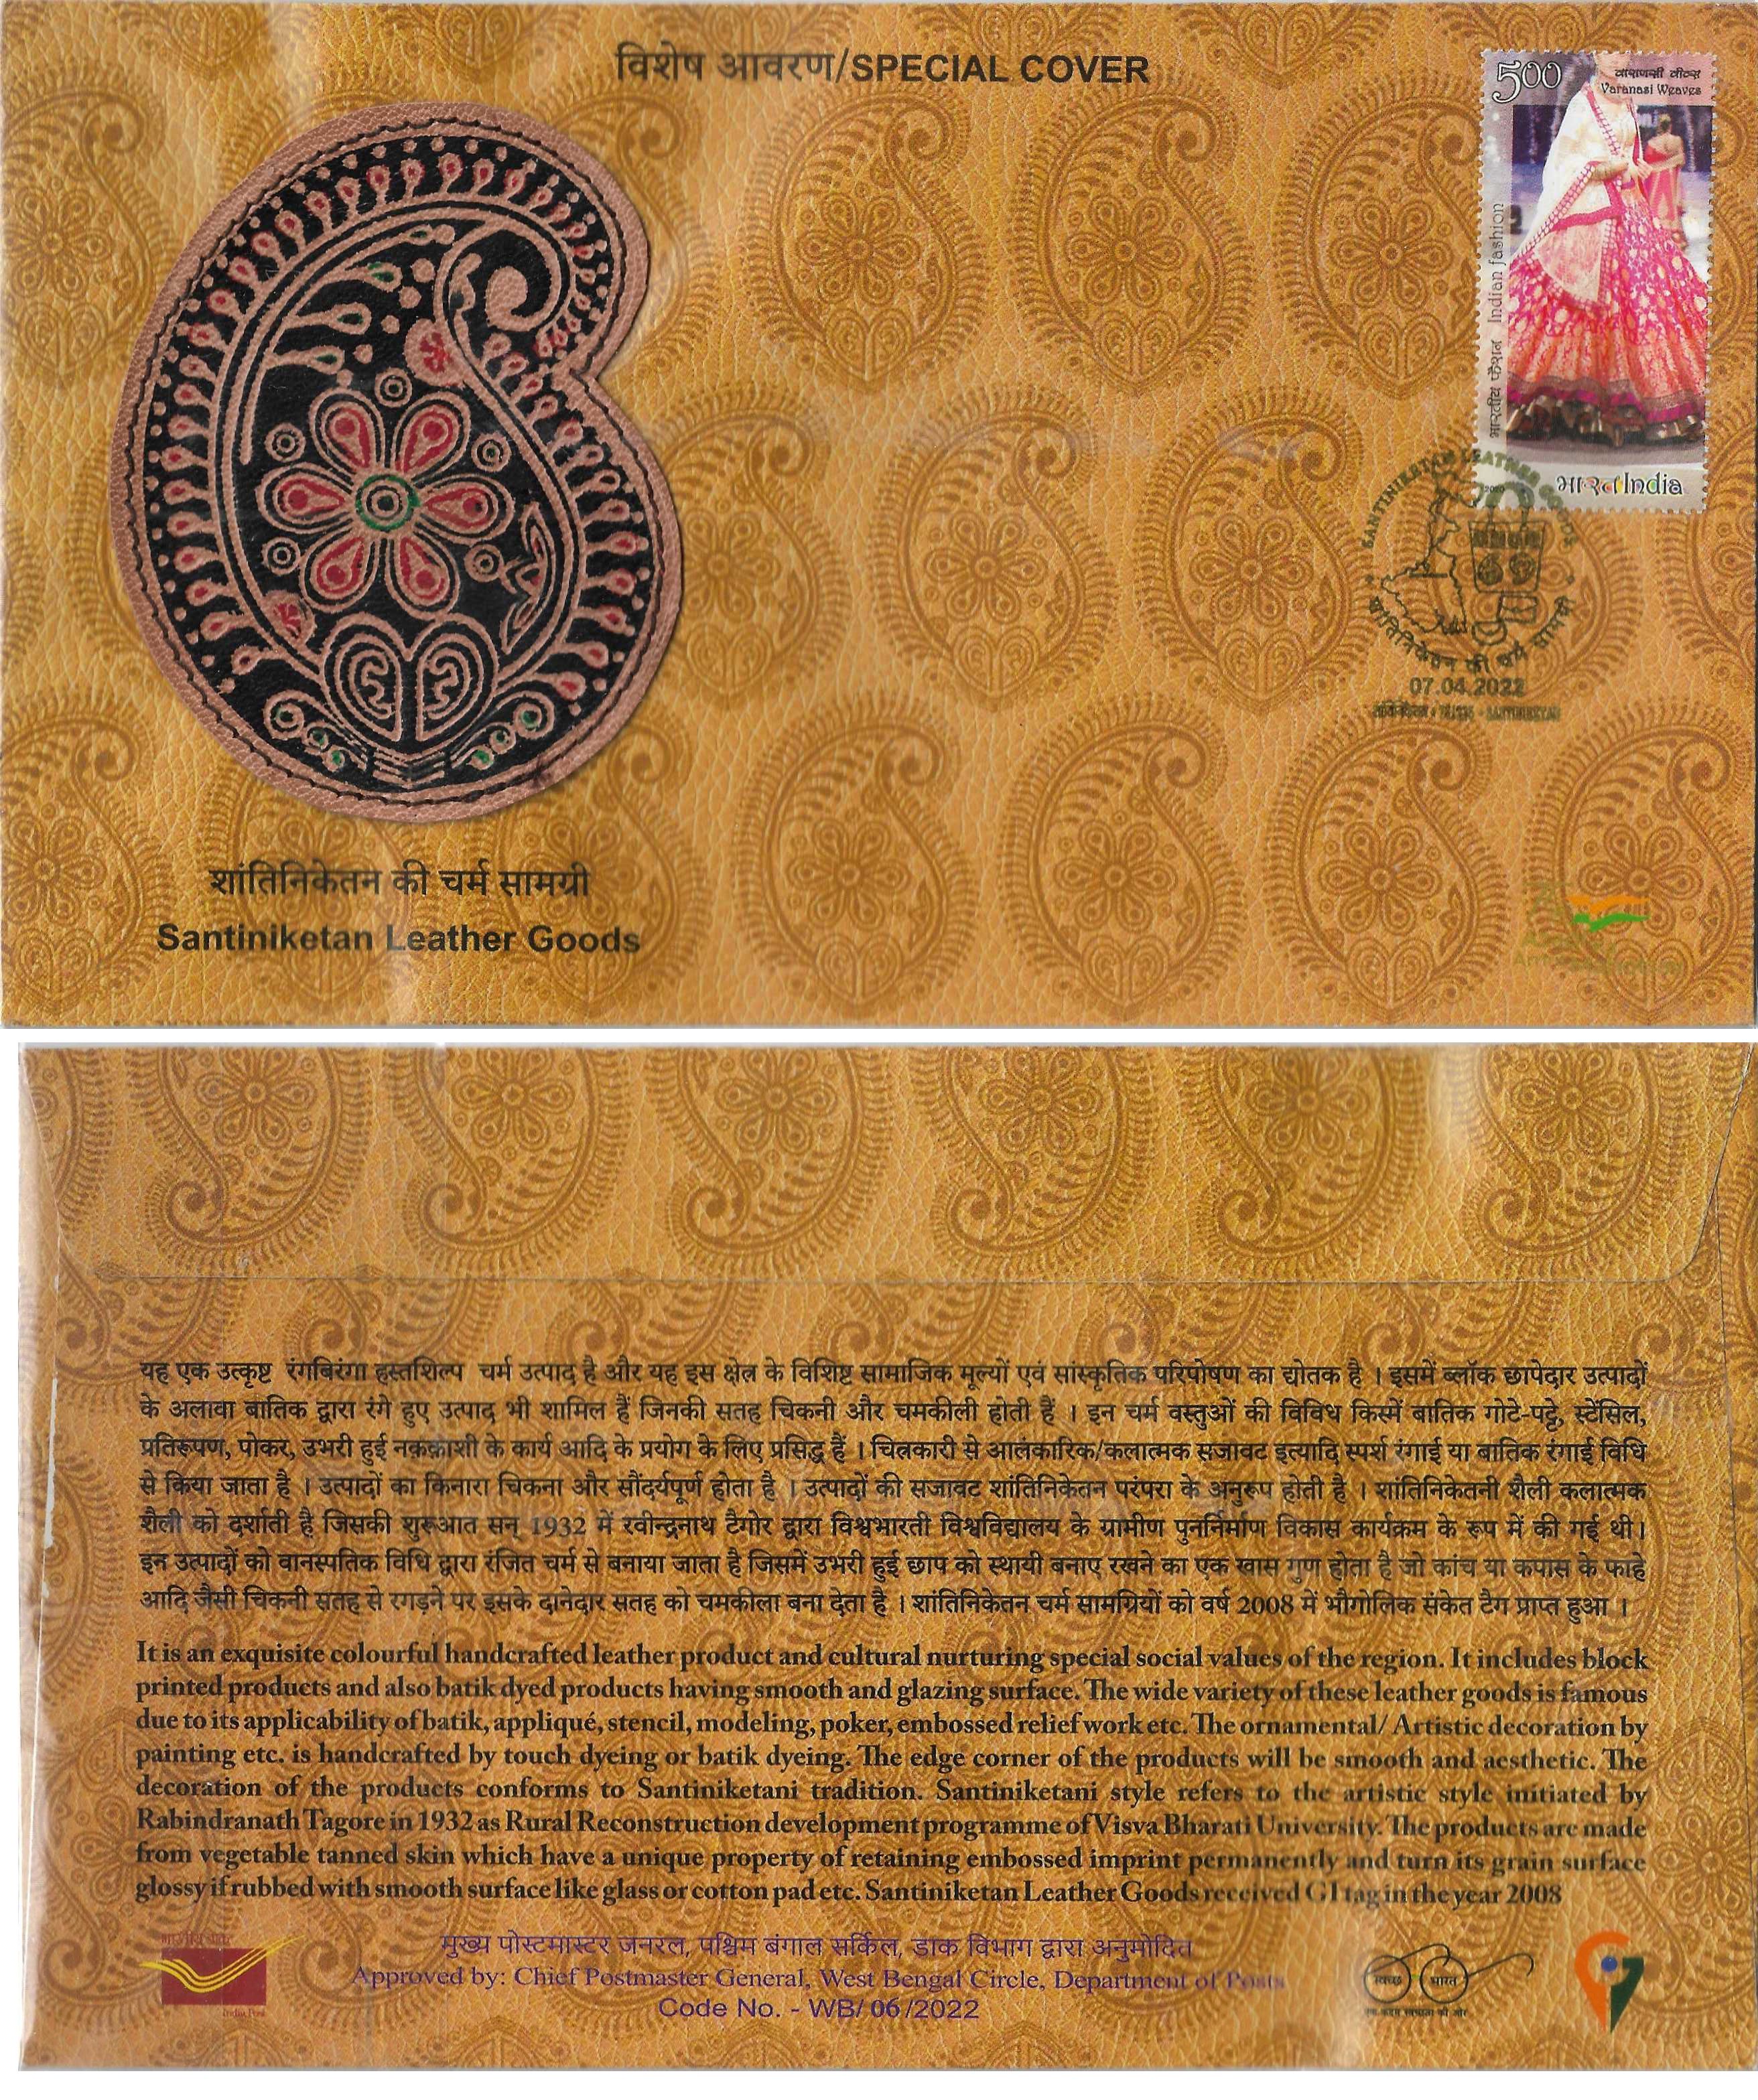 विशेष आवरण/SPECIAL COVER
5.00
वाराणसी वीव्स
Varanasi Weaves
भारतीय फैशन Indian fashion
2020
भारत India
SANTINIKETAN LEATHER GOODS
शांतिनिकेतन की चर्म सामग्री
07.04.2022
शांतिनिकेतन की चर्म सामग्री
Santiniketan Leather Goods
यह एक उत्कृष्ट रंगबिरंगा हस्तशिल्प चर्म उत्पाद है और यह इस क्षेत्र के विशिष्ट सामाजिक मूल्यों एवं सांस्कृतिक परिपोषण का द्योतक है । इसमें ब्लॉक छापेदार उत्पादों
के अलावा बातिक द्वारा रंगे हुए उत्पाद भी शामिल हैं जिनकी सतह चिकनी और चमकीली होती हैं । इन चर्म वस्तुओं की विविध किस्में बातिक गोटे-पट्टे, स्टेंसिल,
प्रतिरूपण, पोकर, उभरी हुई नक़क्काशी के कार्य आदि के प्रयोग के लिए प्रसिद्ध हैं । चित्रकारी से आलंकारिक/कलात्मक सजावट इत्यादि स्पर्श रंगाई या बातिक रंगाई विधि
से किया जाता है । उत्पादों का किनारा चिकना और सौंदर्यपूर्ण होता है । उत्पादों की सजावट शांतिनिकेतन परंपरा के अनुरूप होती है । शांतिनिकेतनी शैली कलात्मक
शैली को दर्शाती है जिसकी शुरूआत सन् 1932 में रवीन्द्रनाथ टैगोर द्वारा विश्वभारती विश्वविद्यालय के ग्रामीण पुनर्निर्माण विकास कार्यक्रम के रूप में की गई थी।
इन उत्पादों को वानस्पतिक विधि द्वारा रंजित चर्म से बनाया जाता है जिसमें उभरी हुई छाप को स्थायी बनाए रखने का एक खास गुण होता है जो कांच या कपास के फाहे
आदि जैसी चिकनी सतह से रगड़ने पर इसके दानेदार सतह को चमकीला बना देता है । शांतिनिकेतन चर्म सामग्रियों को वर्ष 2008 में भौगोलिक संकेत टैग प्राप्त हुआ ।
It is an exquisite colourful handcrafted leather product and cultural nurturing special social values of the region. It includes block
printed products and also batik dyed products having smooth and glazing surface. The wide variety of these leather goods is famous
due to its applicability of batik, appliqué, stencil, modeling, poker, embossed relief work etc. The ornamental/ Artistic decoration by
painting etc. is handcrafted by touch dyeing or batik dyeing. The edge corner of the products will be smooth and aesthetic. The
decoration of the products conforms to Santiniketani tradition. Santiniketani style refers to the artistic style initiated by
Rabindranath Tagore in 1932 as Rural Reconstruction development programme of Visva Bharati University. The products are made
from vegetable tanned skin which have a unique property of retaining embossed imprint permanently and turn its grain surface
glossy if rubbed with smooth surface like glass or cotton pad etc. Santiniketan Leather Goods received GI tag in the year 2008
भारतीय डाक
India Post
मुख्य पोस्टमास्टर जनरल, पश्चिम बंगाल सर्किल, डाक विभाग द्वारा अनुमोदित
Approved by: Chief Postmaster General, West Bengal Circle, Department of Posts
Code No. - WB/ 06 /2022
स्वच्छ भारत
एक कदम स्वच्छता की ओर